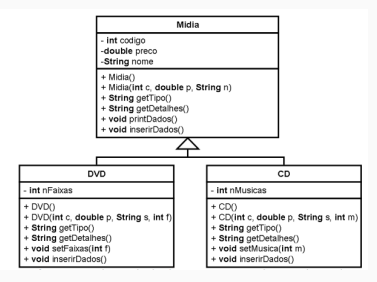 Midia
- int codigo
-double preco
-String nome
+ Midia()
+ Midia(int c, double p, String n)
+ String getTipo()
+ String getDetalhes()
+ void printDados()
+ void inserirDados()
DVD
- int nFaixas
+ DVD()
+ DVD(int c, double p, String s, int f)
+ String getTipo()
+ String getDetalhes()
+ void setFaixas(int f)
+ void inserirDados()
CD
- int nMusicas
+ CD()
+ CD(int c, double p, String s, int m)
+ String getTipo()
+ String getDetalhes()
+ void setMusica(int m)
+ void inserirDados()